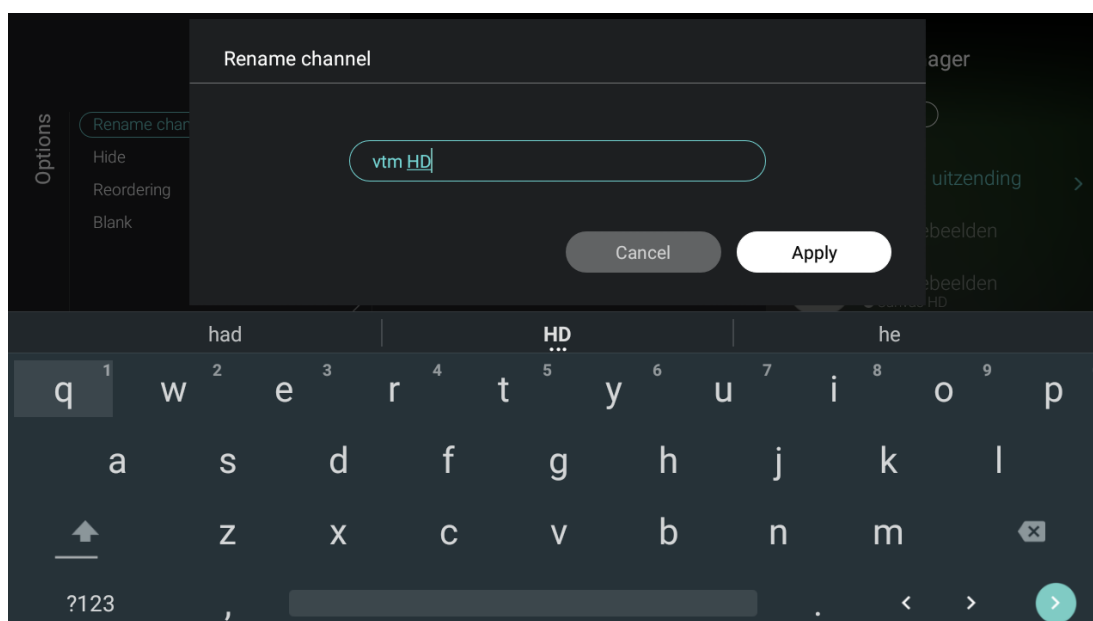 Rename channel
ager
Options
Rename chan
Hide
Reordering
Blank
vtm HD
uitzending
ebeelden
Cancel
Apply
ebeelden
HD
had
HD
he
q 1 w 2 e 3 r 4 t 5 y 6 u 7 i 8 o 9 p
a s d f g h j k l
z x c v b n m
?123 , . < >